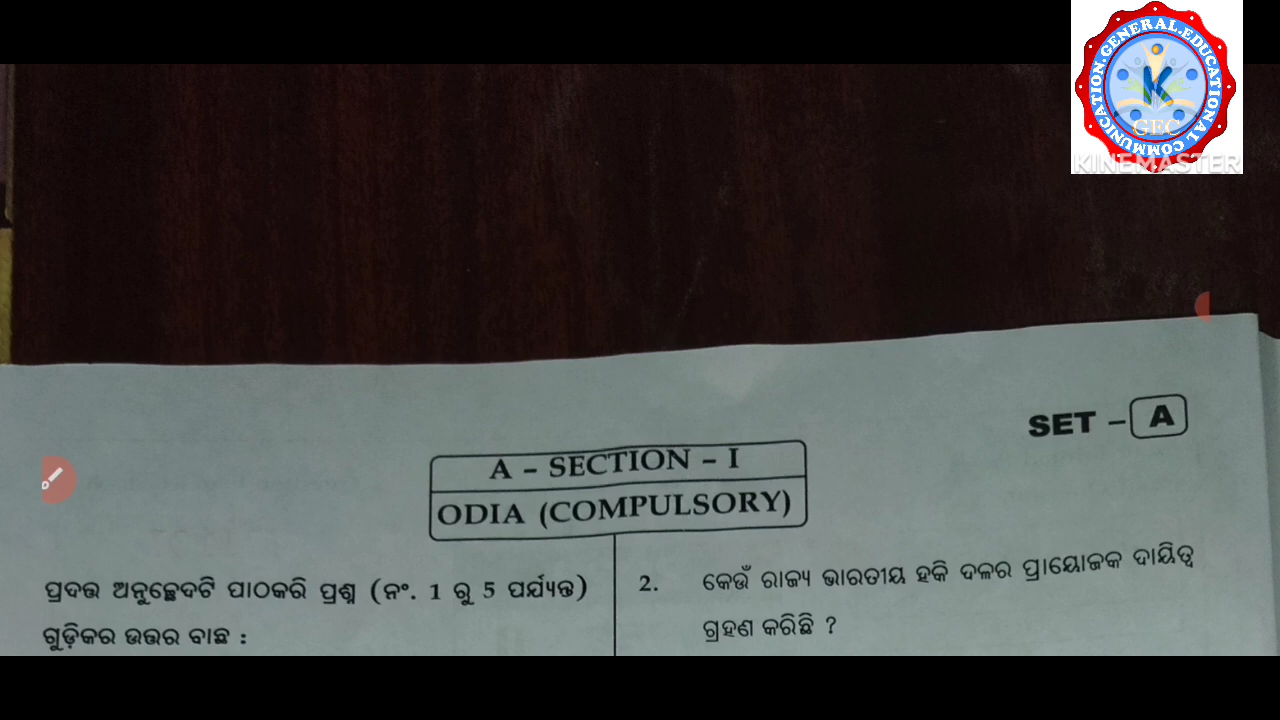 GENERAL.EDUCATIONAL COMMUNICATION.
K
GEC
KINEMASTER
SET – A
A – SECTION – I
ODIA (COMPULSORY)
ପ୍ରଦତ୍ତ ଅନୁଚ୍ଛେଦଟି ପାଠକରି ପ୍ରଶ୍ନ (ନଂ. 1 ରୁ 5 ପର୍ଯ୍ୟନ୍ତ)
ଗୁଡ଼ିକର ଉତ୍ତର ବାଛ :
2. କେଉଁ ରାଜ୍ୟ ଭାରତୀୟ ହକି ଦଳର ପ୍ରାୟୋଜକ ଦାୟିତ୍ୱ
ଗ୍ରହଣ କରିଛି ?